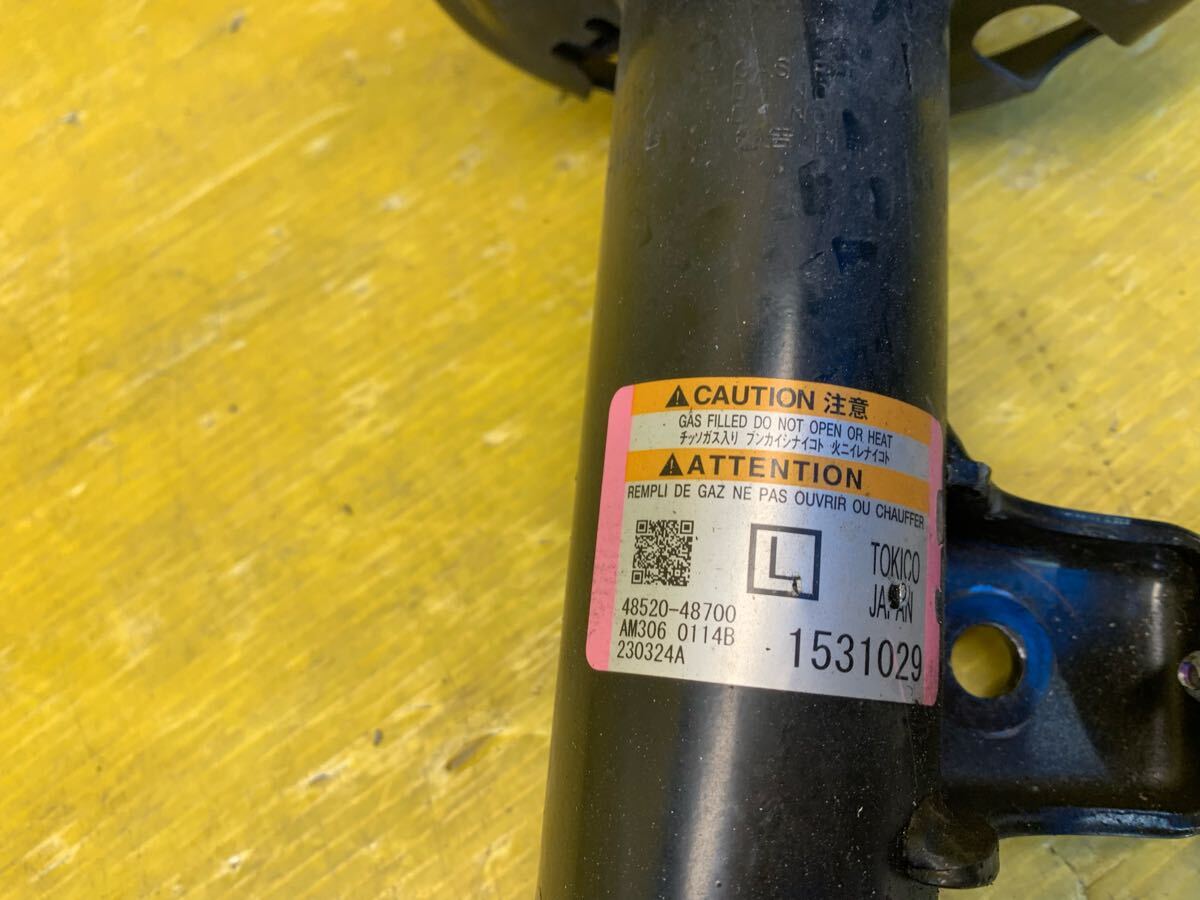 GAS
CAUTION 注意
GAS FILLED DO NOT OPEN OR HEAT
チッソガス入り ブンカイシナイコト 火ニイレナイコト
ATTENTION
REMPLI DE GAZ NE PAS OUVRIR OU CHAUFFER
L
TOKICO
JAPAN
48520-48700
AM306 0114B
230324A
1531029